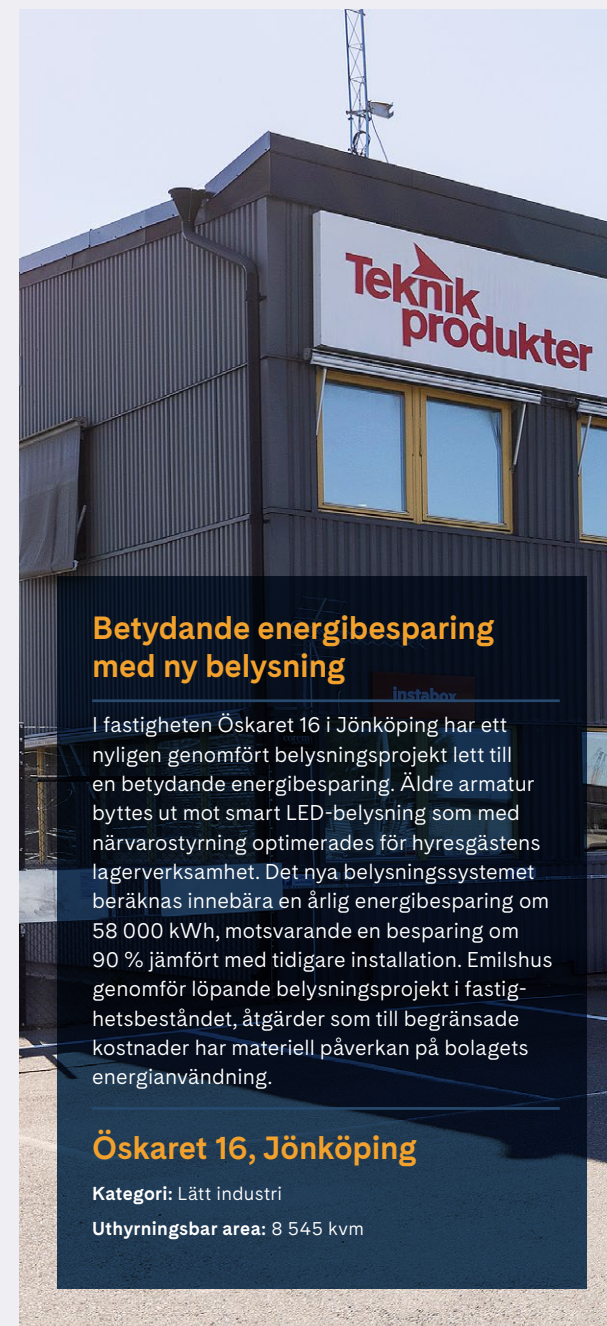 Teknik
produkter
Betydande energibesparing
med ny belysning
instabox
I fastigheten Öskaret 16 i Jönköping har ett
nyligen genomfört belysningsprojekt lett till
en betydande energibesparing. Äldre armatur
byttes ut mot smart LED-belysning som med
närvarostyrning optimerades för hyresgästens
lagerverksamhet. Det nya belysningssystemet
beräknas innebära en årlig energibesparing om
58 000 kWh, motsvarande en besparing om
90 % jämfört med tidigare installation. Emilshus
genomför löpande belysningsprojekt i fastig-
hetsbeståndet, åtgärder som till begränsade
kostnader har materiell påverkan på bolagets
energianvändning.
Öskaret 16, Jönköping
Kategori: Lätt industri
Uthyrningsbar area: 8 545 kvm